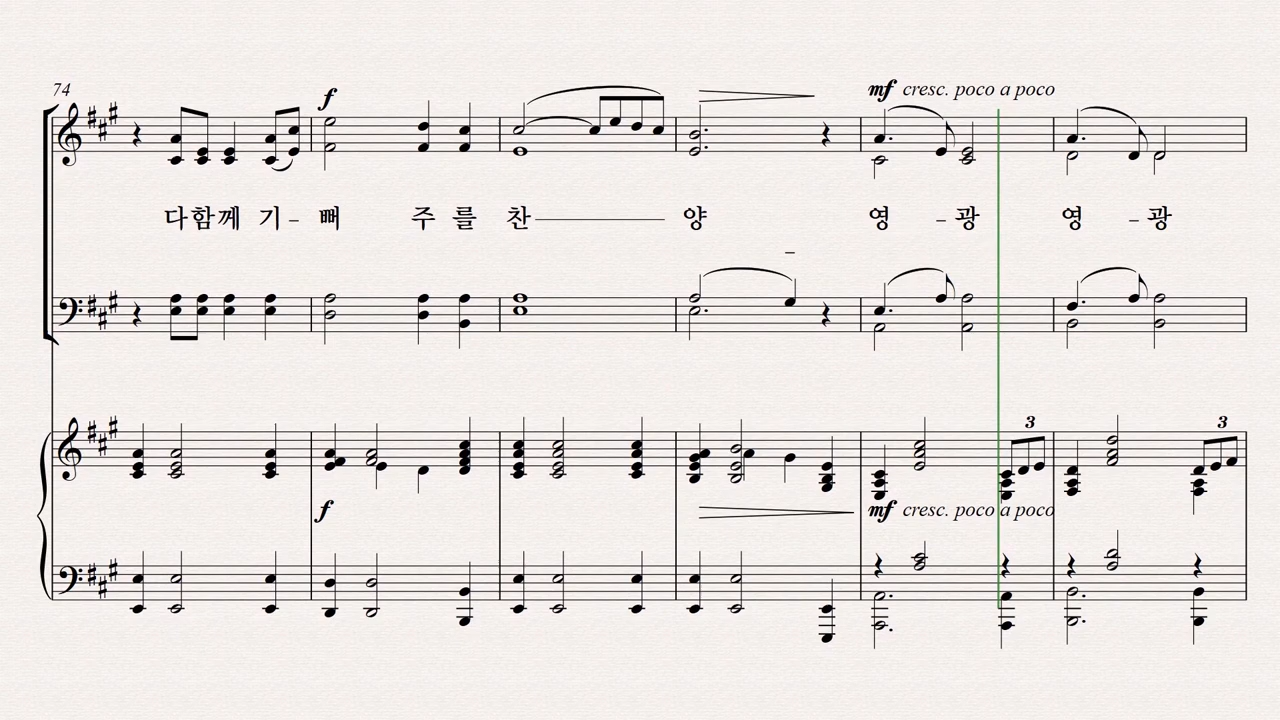 74
f
mf cresc. poco a poco
다함께 기 - 뻐 주 를 찬 양 영 - 광 영 - 광
-
3 3
f
mf cresc. poco a poco